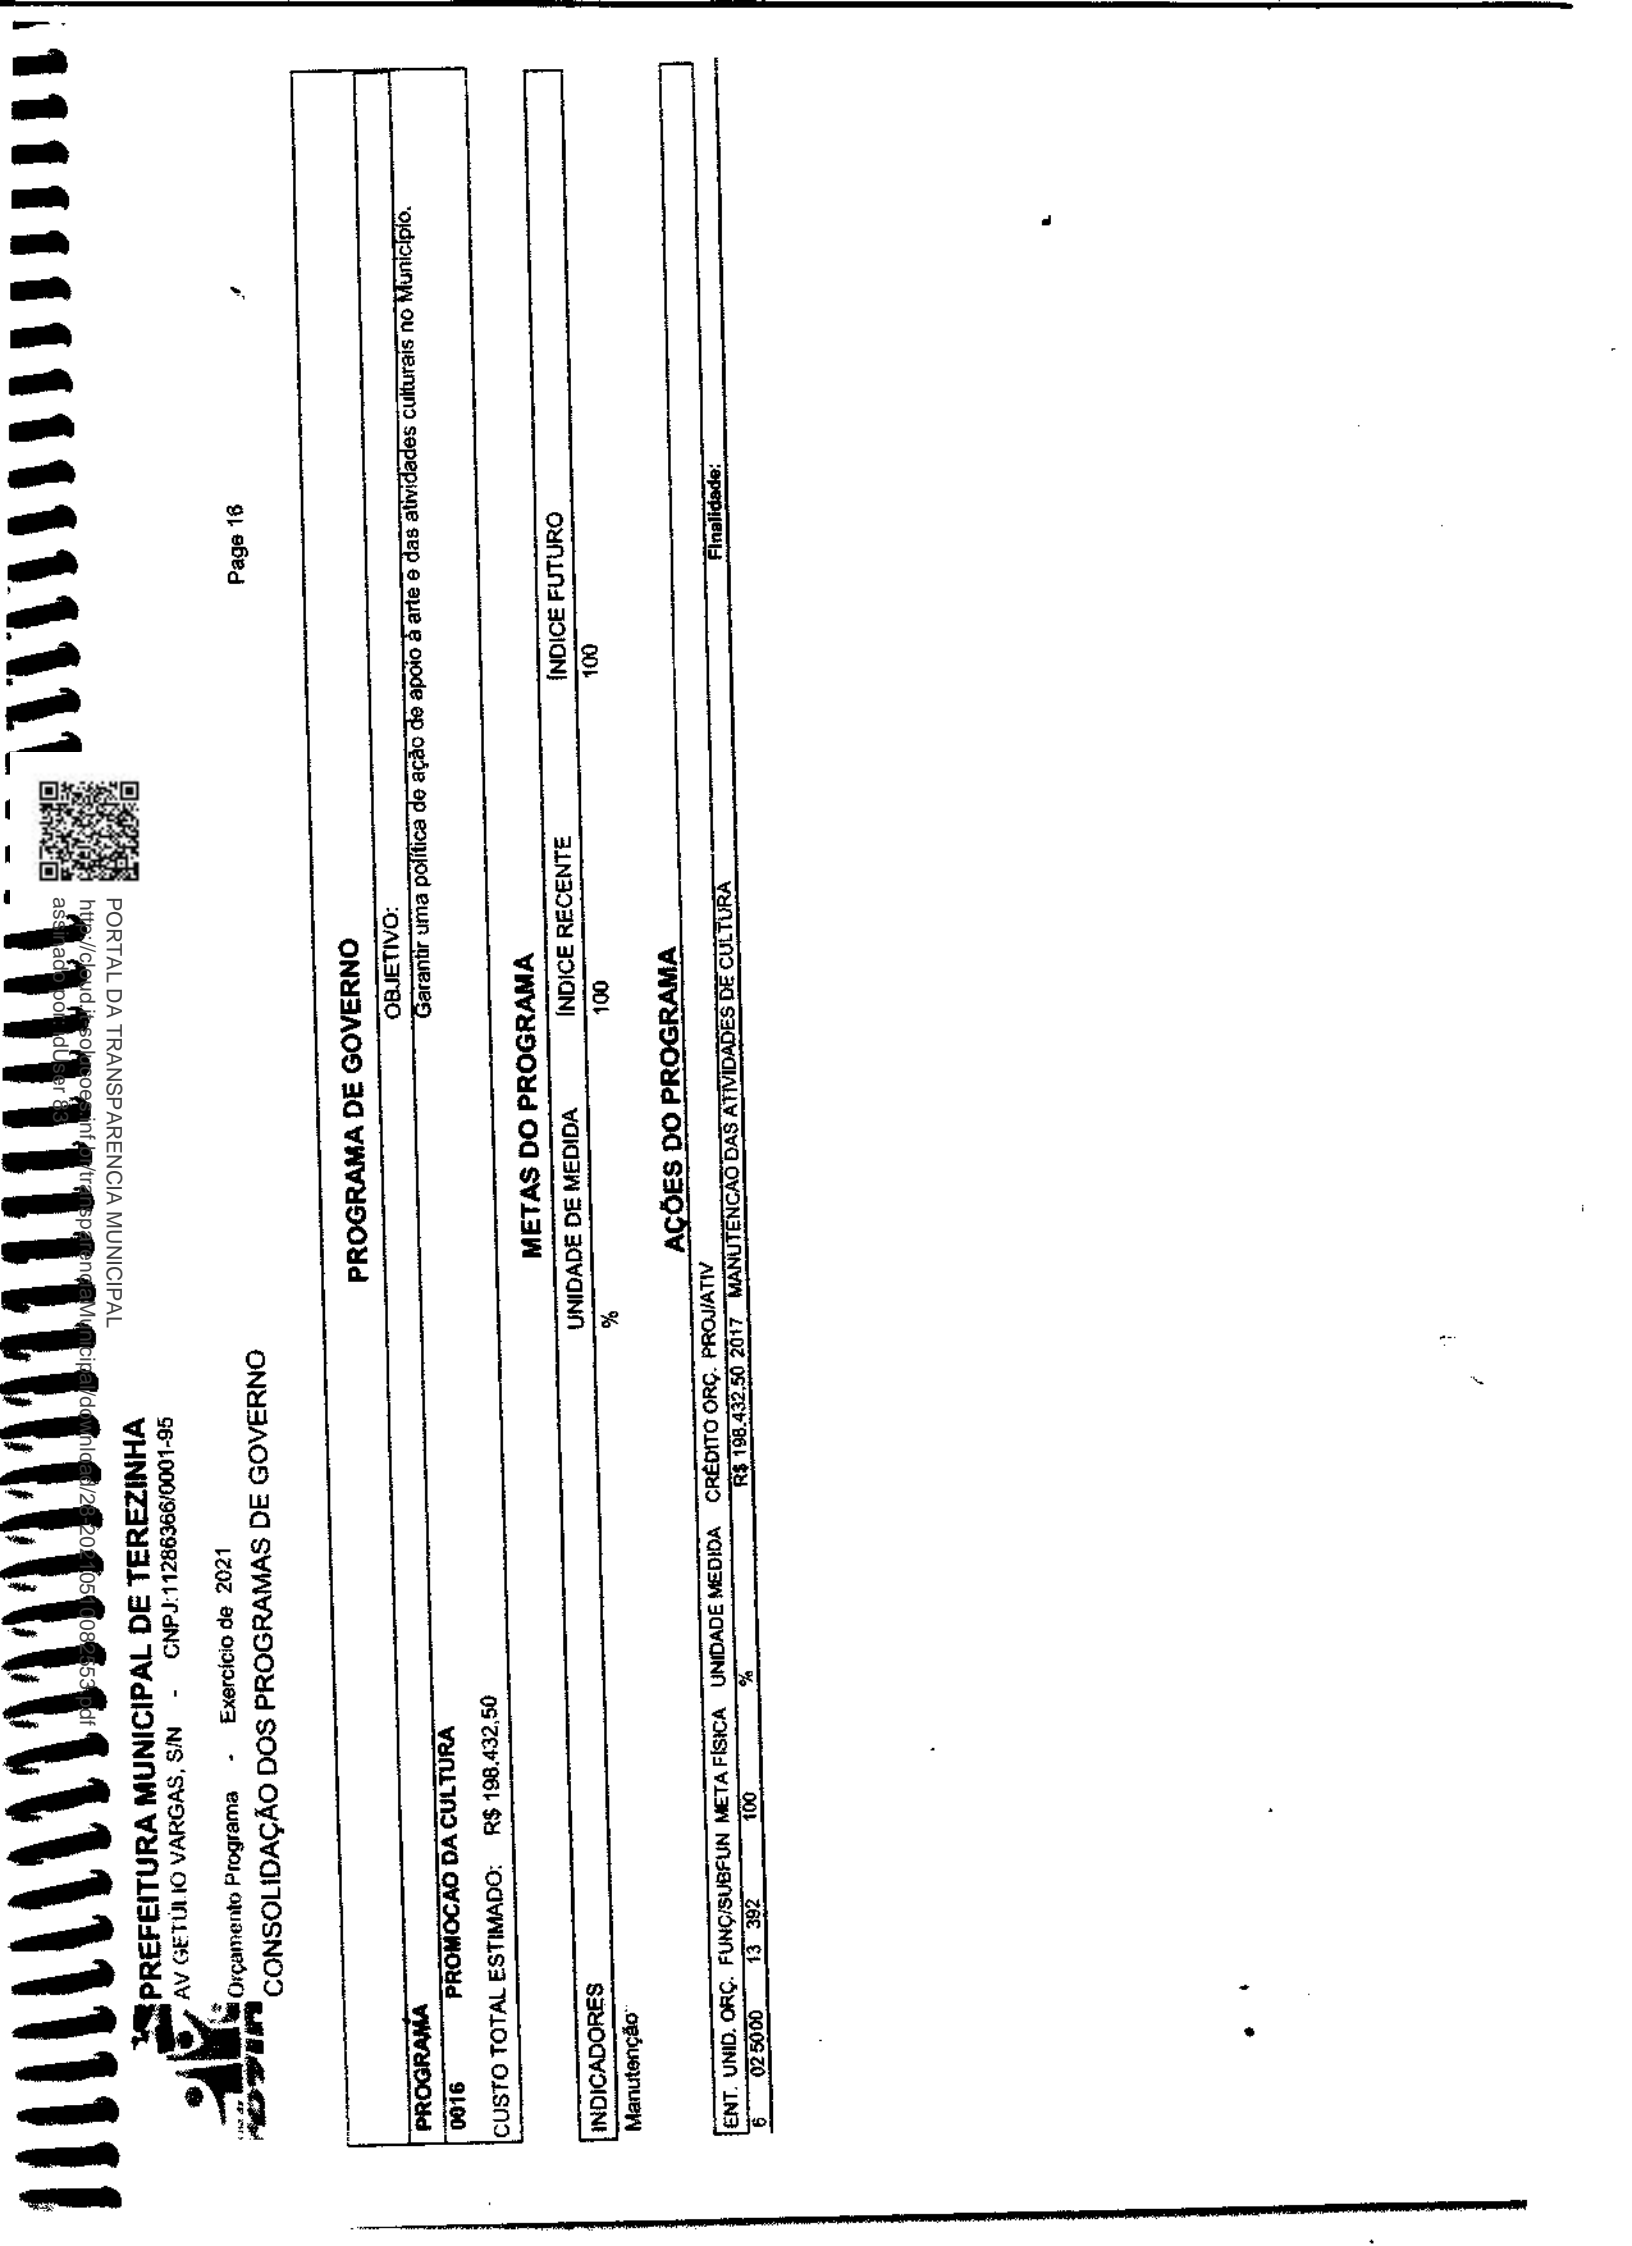 PREFEITURA MUNICIPAL DE TEREZINHA
AV GETÚLIO VARGAS, S/N - CNPJ:11286366/0001-95
Orçamento Programa - Exercício de 2021
Page 16
CONSOLIDAÇÃO DOS PROGRAMAS DE GOVERNO
PROGRAMA DE GOVERNO
PROGRAMA OBJETIVO:
0016 PROMOCAO DA CULTURA Garantir uma política de ação de apoio à arte e das atividades culturais no Município.
CUSTO TOTAL ESTIMADO: R$ 198.432,50
METAS DO PROGRAMA
INDICADORES UNIDADE DE MEDIDA ÍNDICE RECENTE ÍNDICE FUTURO
Manutenção % 100 100
AÇÕES DO PROGRAMA
ENT. UNID. ORÇ. FUNÇ/SUBFUN META FÍSICA UNIDADE MEDIDA CRÉDITO ORÇ. PROJ/ATIV Finalidade:
6 02 5000 13 392 100 % R$ 198.432,50 2017 MANUTENCAO DAS ATIVIDADES DE CULTURA
PORTAL DA TRANSPARENCIA MUNICIPAL